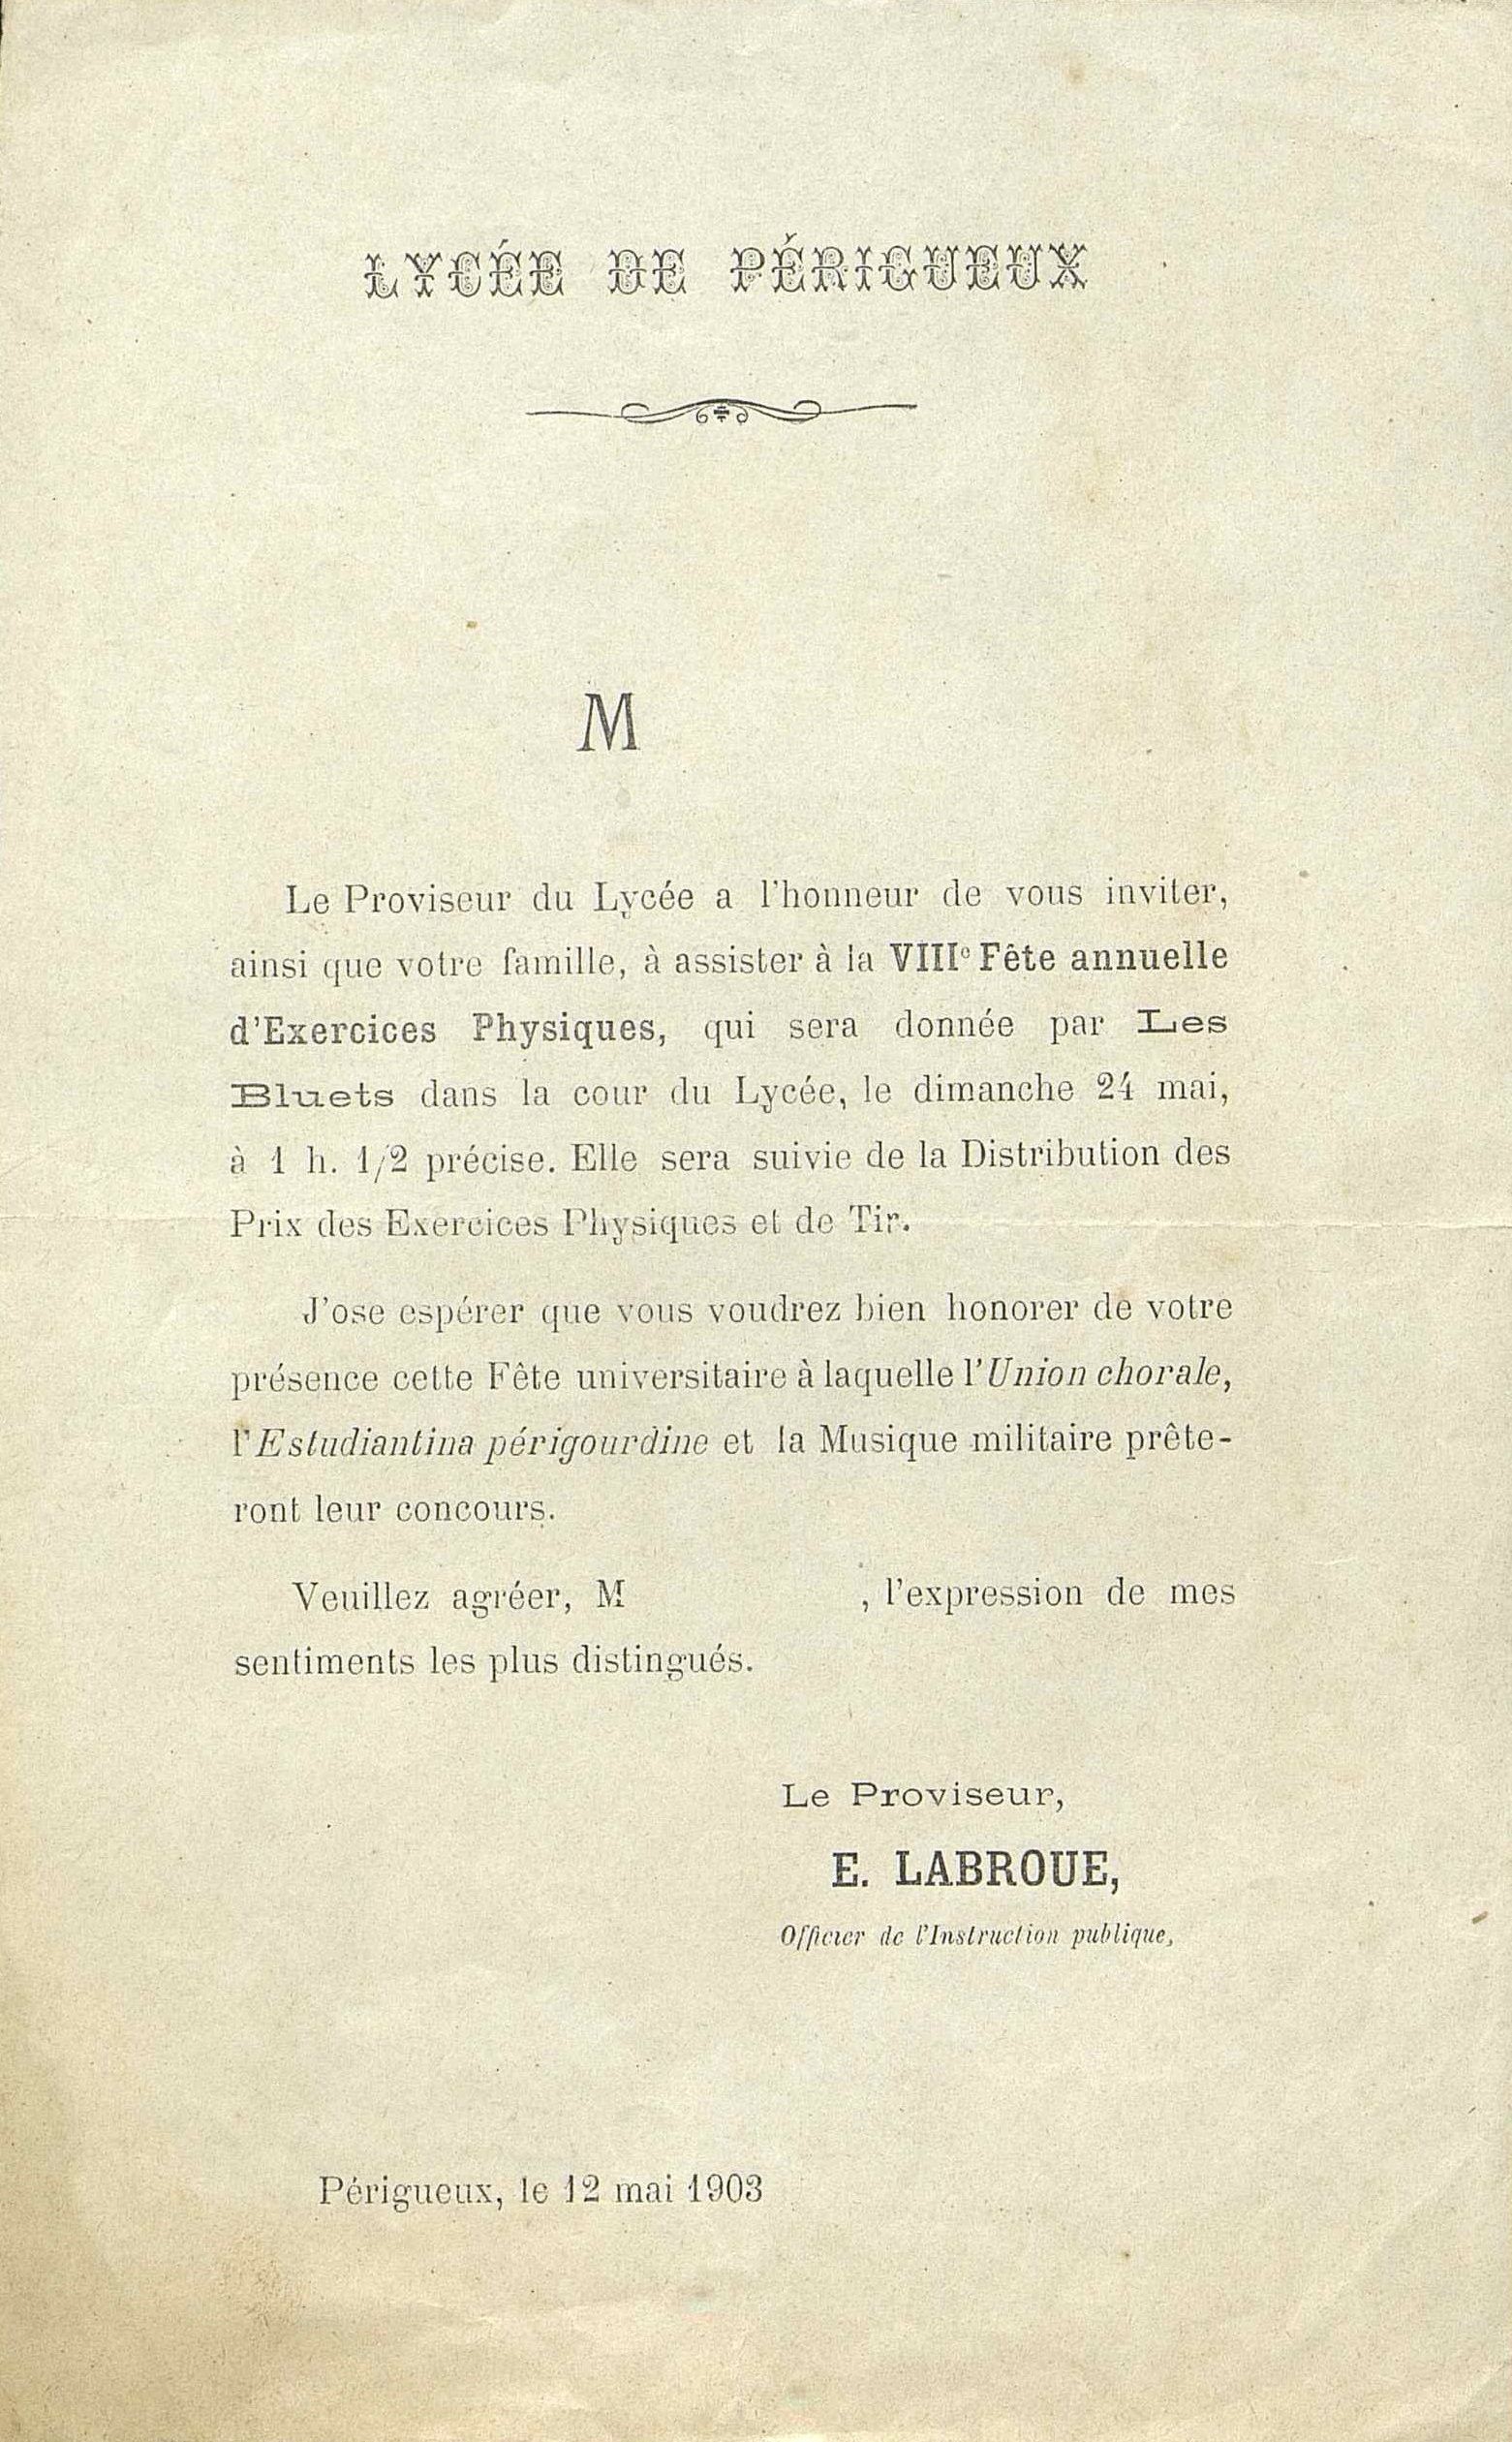 LYCÉE DE PÉRIGUEUX
M
Le Proviseur du Lycée a l'honneur de vous inviter,
ainsi que votre famille, à assister à la VIIIe Fête annuelle
d'Exercices Physiques, qui sera donnée par Les
Bluets dans la cour du Lycée, le dimanche 24 mai,
à 1 h. 1/2 précise. Elle sera suivie de la Distribution des
Prix des Exercices Physiques et de Tir.
J'ose espérer que vous voudrez bien honorer de votre
présence cette Fête universitaire à laquelle l'Union chorale,
l'Estudiantina périgourdine et la Musique militaire prête-
ront leur concours.
Veuillez agréer, M , l'expression de mes
sentiments les plus distingués.
Le Proviseur,
E. LABROUE,
Officier de l'Instruction publique,
Périgueux, le 12 mai 1903